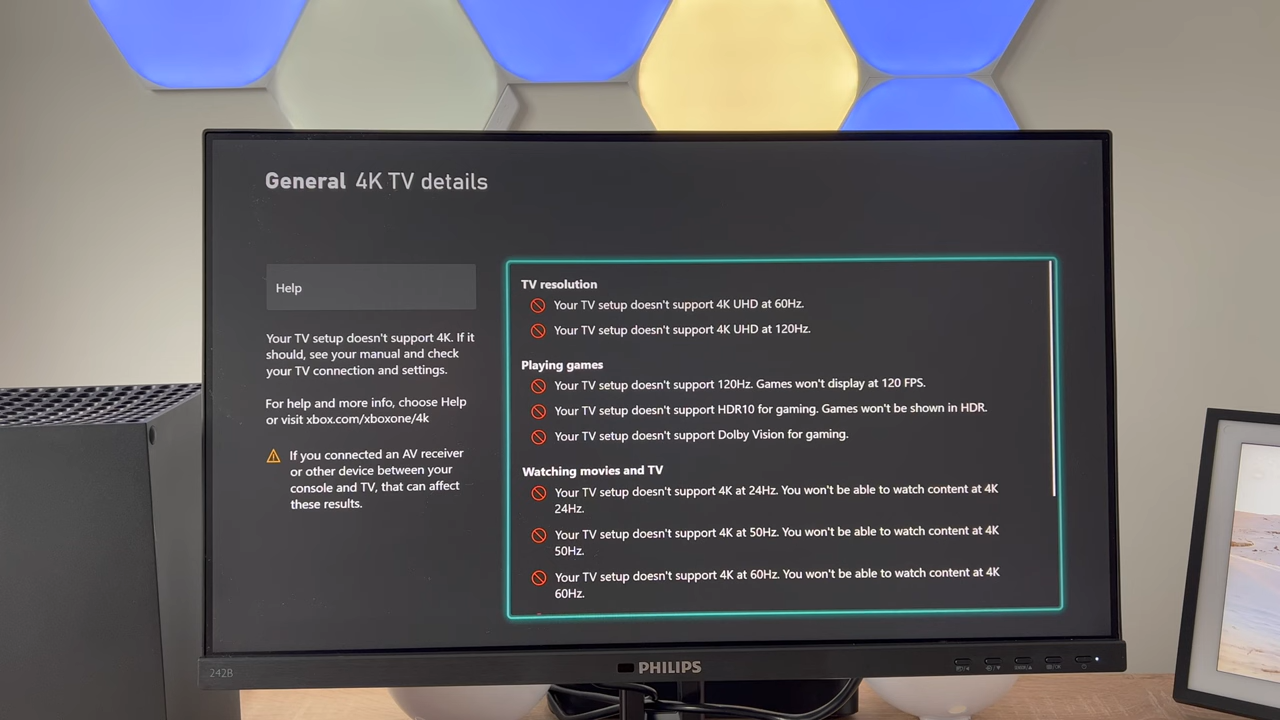 General 4K TV details
Help
Your TV setup doesn't support 4K. If it
should, see your manual and check
your TV connection and settings.
For help and more info, choose Help
or visit xbox.com/xboxone/4k
If you connected an AV receiver
or other device between your
console and TV, that can affect
these results.
TV resolution
Your TV setup doesn't support 4K UHD at 60Hz.
Your TV setup doesn't support 4K UHD at 120Hz.
Playing games
Your TV setup doesn't support 120Hz. Games won't display at 120 FPS.
Your TV setup doesn't support HDR10 for gaming. Games won't be shown in HDR.
Your TV setup doesn't support Dolby Vision for gaming.
Watching movies and TV
Your TV setup doesn't support 4K at 24Hz. You won't be able to watch content at 4K
24Hz.
Your TV setup doesn't support 4K at 50Hz. You won't be able to watch content at 4K
50Hz.
Your TV setup doesn't support 4K at 60Hz. You won't be able to watch content at 4K
60Hz.
242B
PHILIPS